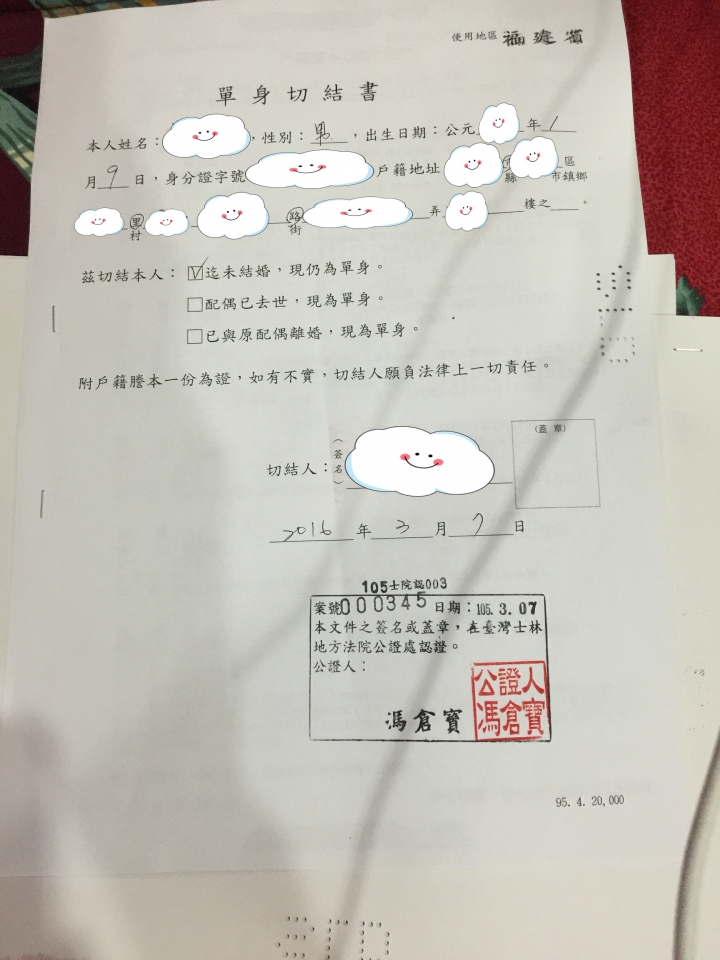 使用地區 福建省
單身切結書
本人姓名：，性別：男，出生日期：公元 年 1
月 9 日，身分證字號 戶籍地址 縣 區 市鎮鄉
里 村 路 街 弄 樓之 。
茲切結本人：☑迄未結婚，現仍為單身。
□配偶已去世，現為單身。
□已與原配偶離婚，現為單身。
附戶籍謄本一份為證，如有不實，切結人願負法律上一切責任。
（蓋 章）
切結人：（簽名）
2016 年 3 月 7 日
105士院認003
案號000345 日期：105.3.07
本文件之簽名或蓋章，在臺灣士林
地方法院公證處認證。
公證人：
馮倉寶
公證人
馮倉寶
95. 4. 20,000